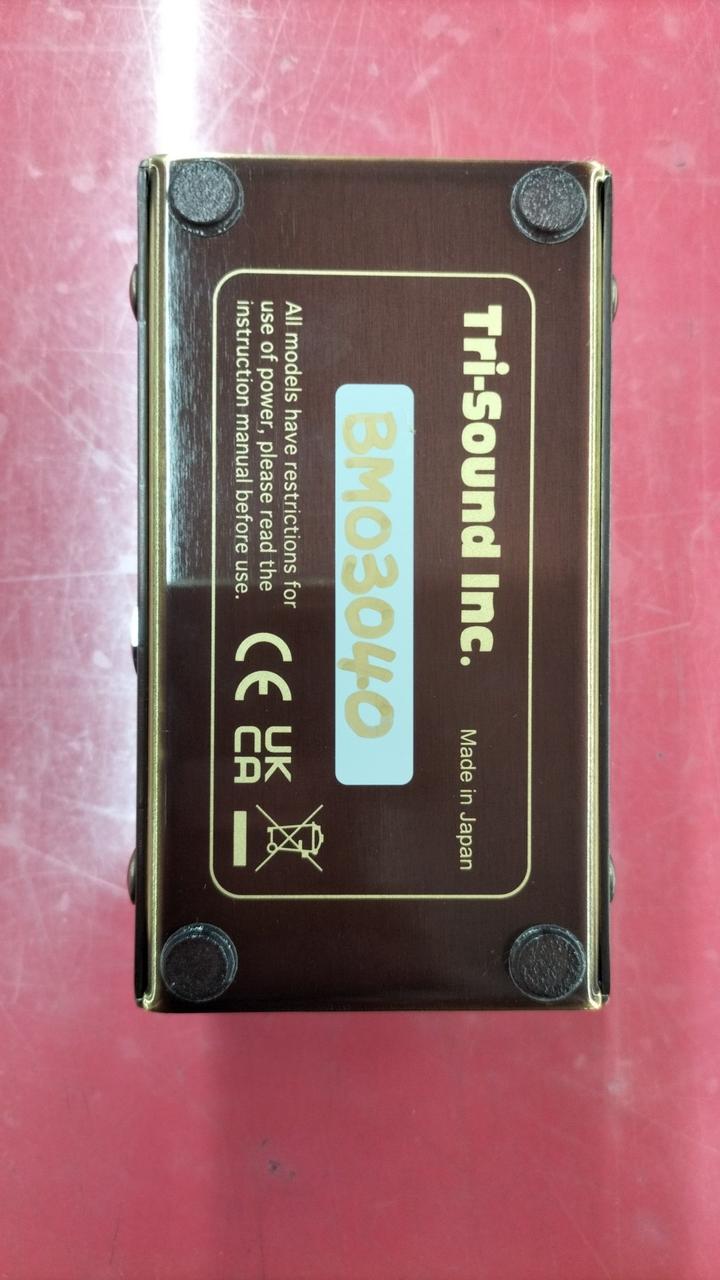 Tri-Sound Inc.
Made in Japan
BM03040
All models have restrictions for
use of power, please read the
instruction manual before use.
CE
UK
CA